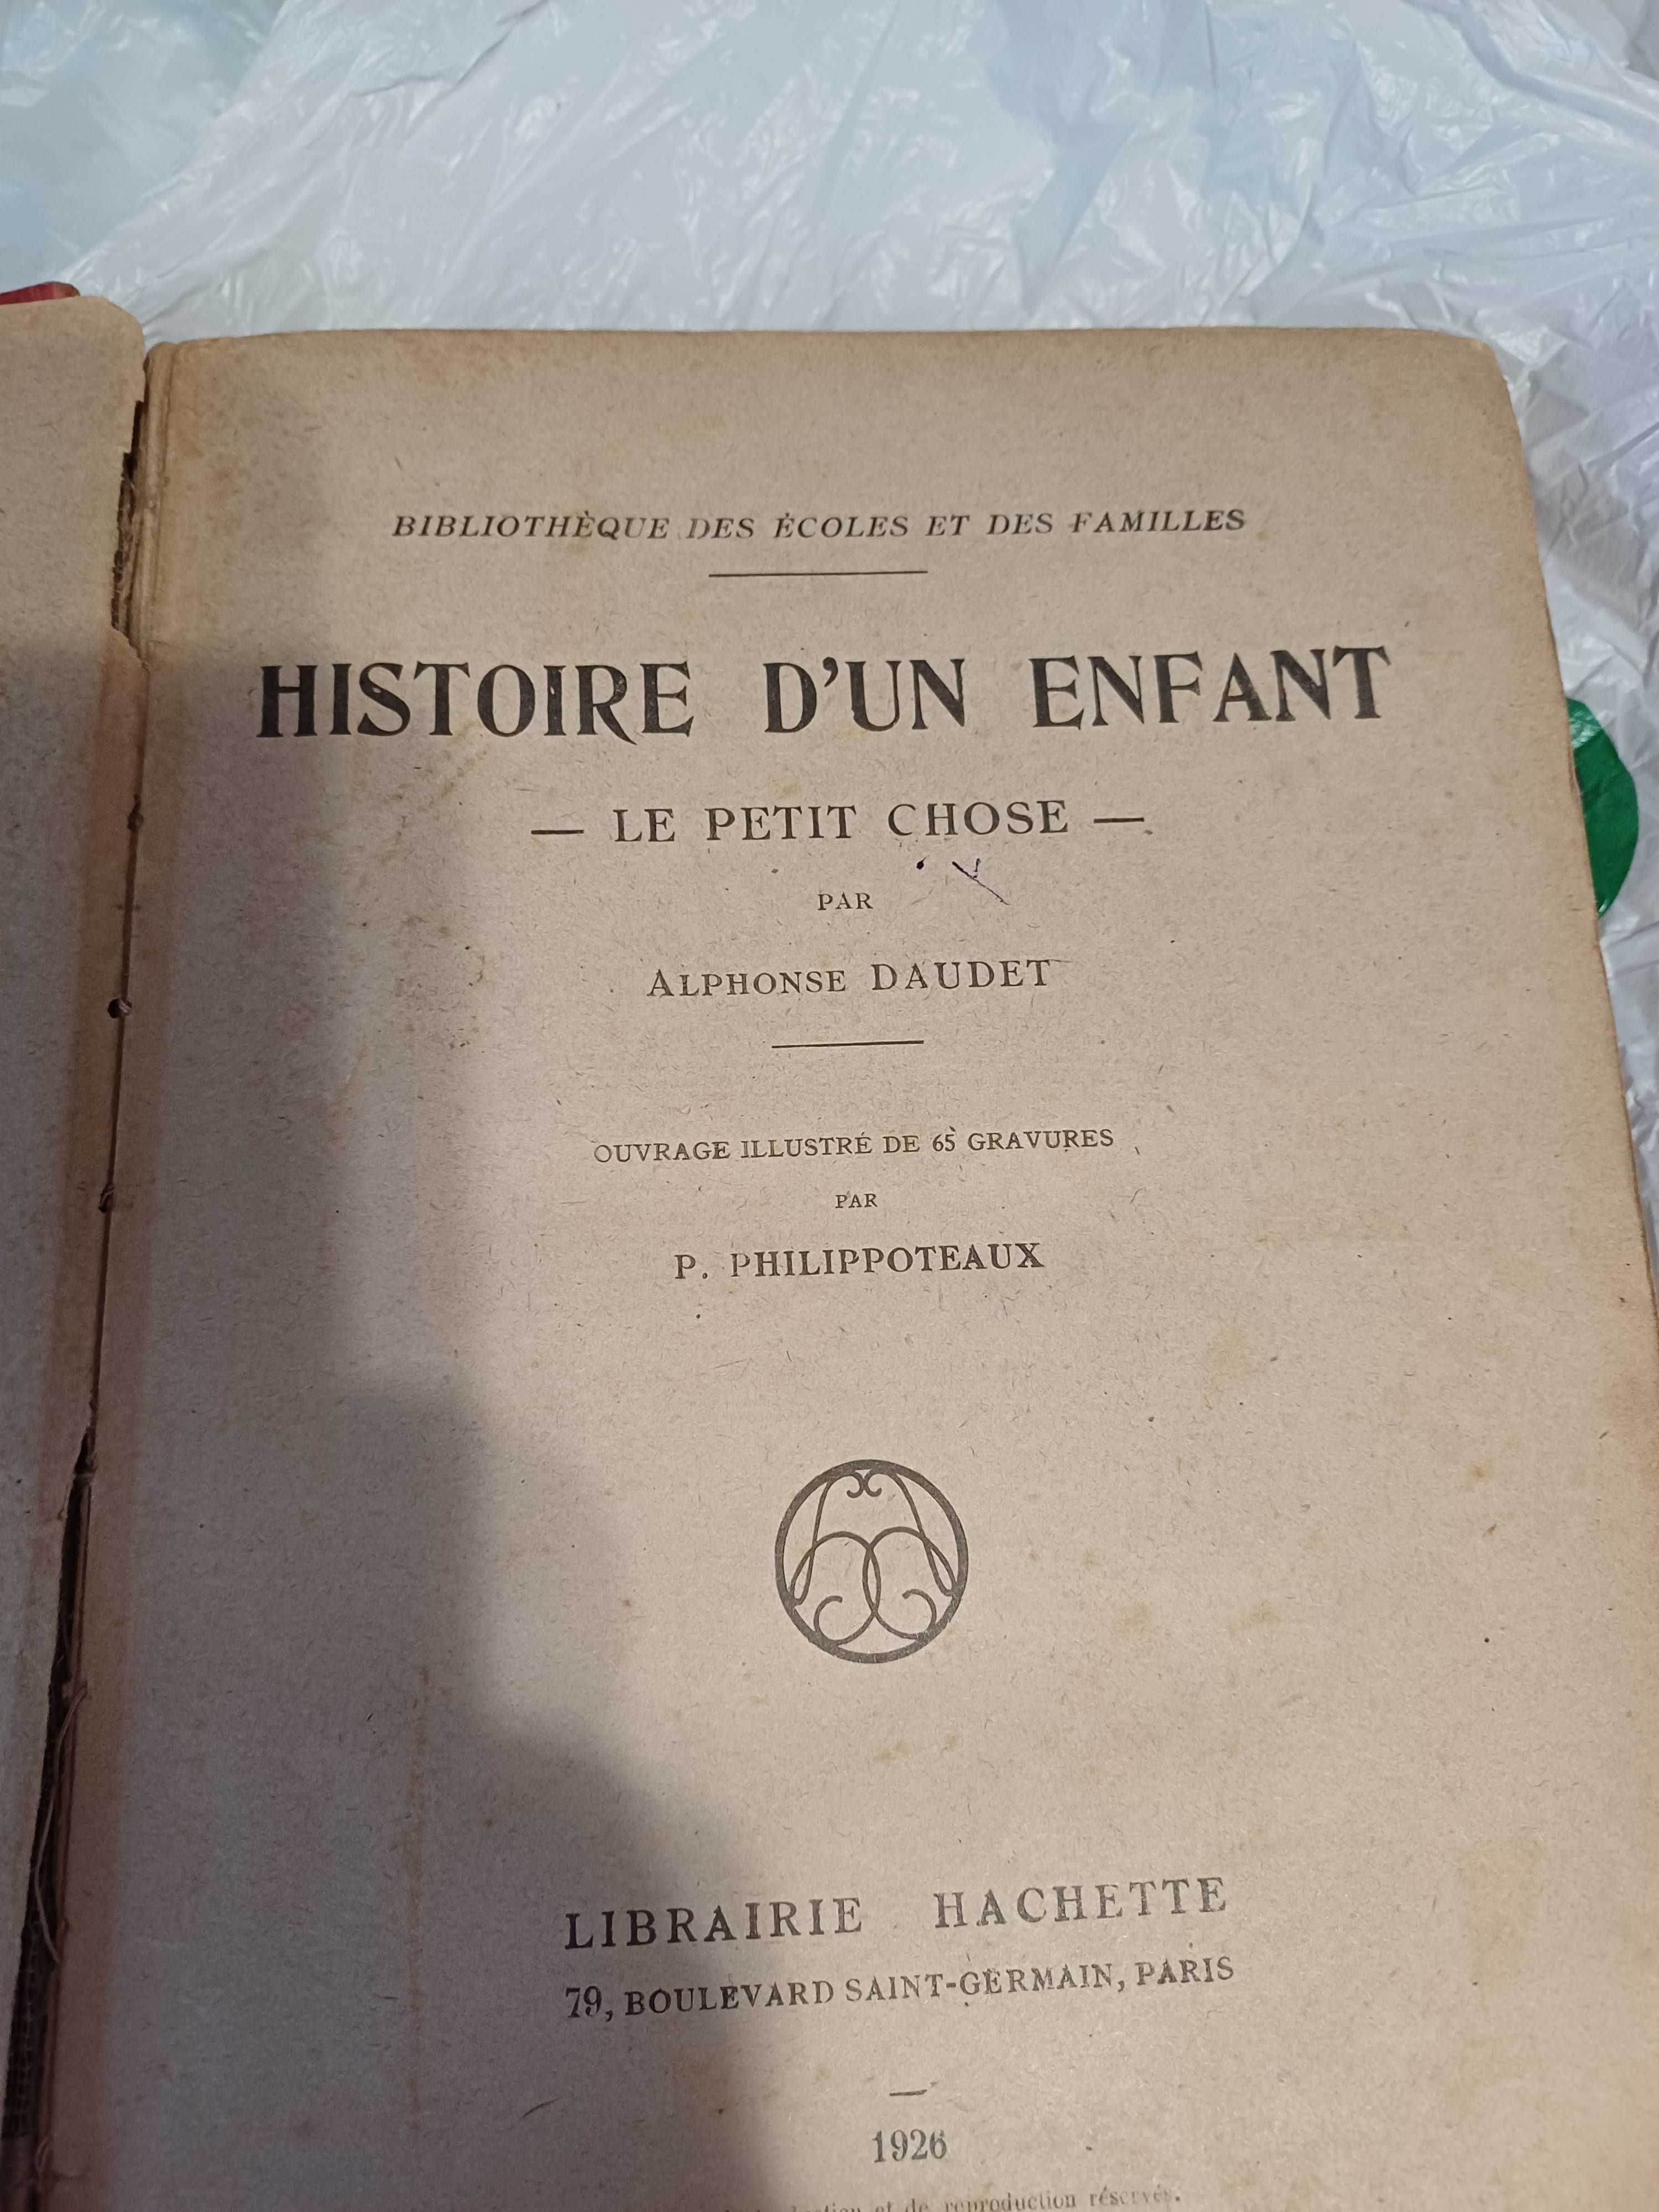 BIBLIOTHÈQUE DES ÉCOLES ET DES FAMILLES
HISTOIRE D'UN ENFANT
— LE PETIT CHOSE —
PAR
ALPHONSE DAUDET
OUVRAGE ILLUSTRÉ DE 65 GRAVURES
PAR
P. PHILIPPOTEAUX
LIBRAIRIE HACHETTE
79, BOULEVARD SAINT-GERMAIN, PARIS
1926
et de reproduction réservés.